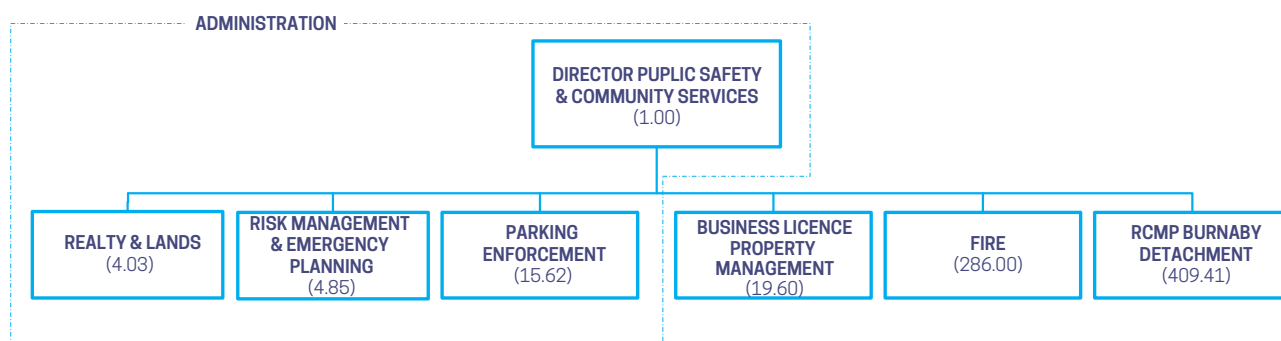 ADMINISTRATION
DIRECTOR PUPLIC SAFETY
& COMMUNITY SERVICES
(1.00)
REALTY & LANDS
(4.03)
RISK MANAGEMENT
& EMERGENCY
PLANNING
(4.85)
PARKING
ENFORCEMENT
(15.62)
BUSINESS LICENCE
PROPERTY
MANAGEMENT
(19.60)
FIRE
(286.00)
RCMP BURNABY
DETACHMENT
(409.41)